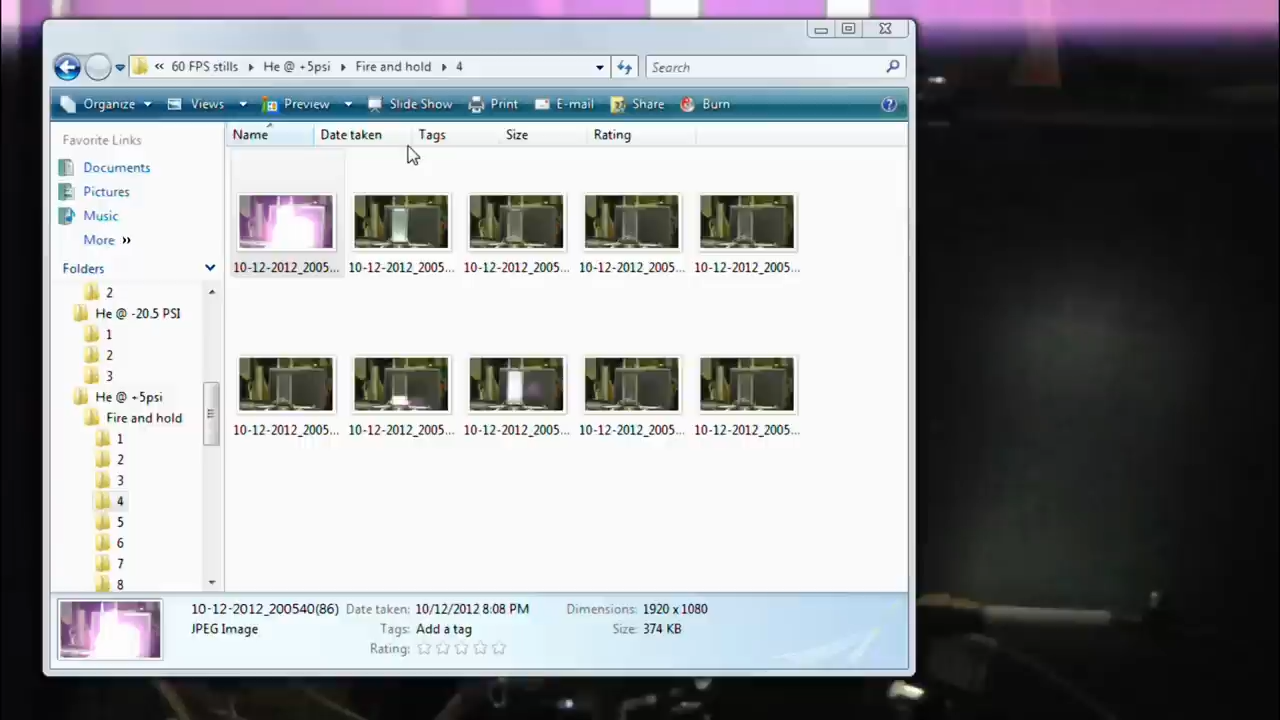 « 60 FPS stills ▸ He @ +5psi ▸ Fire and hold ▸ 4
Search
Organize Views Preview Slide Show Print E-mail Share Burn
Favorite Links
Documents
Pictures
Music
More »
Folders
2
He @ -20.5 PSI
1
2
3
He @ +5psi
Fire and hold
1
2
3
4
5
6
7
8
Name Date taken Tags Size Rating
10-12-2012_2005... 10-12-2012_2005... 10-12-2012_2005... 10-12-2012_2005... 10-12-2012_2005...
10-12-2012_2005... 10-12-2012_2005... 10-12-2012_2005... 10-12-2012_2005... 10-12-2012_2005...
10-12-2012_200540(86) Date taken: 10/12/2012 8:08 PM Dimensions: 1920 x 1080
JPEG Image Tags: Add a tag Size: 374 KB
Rating: